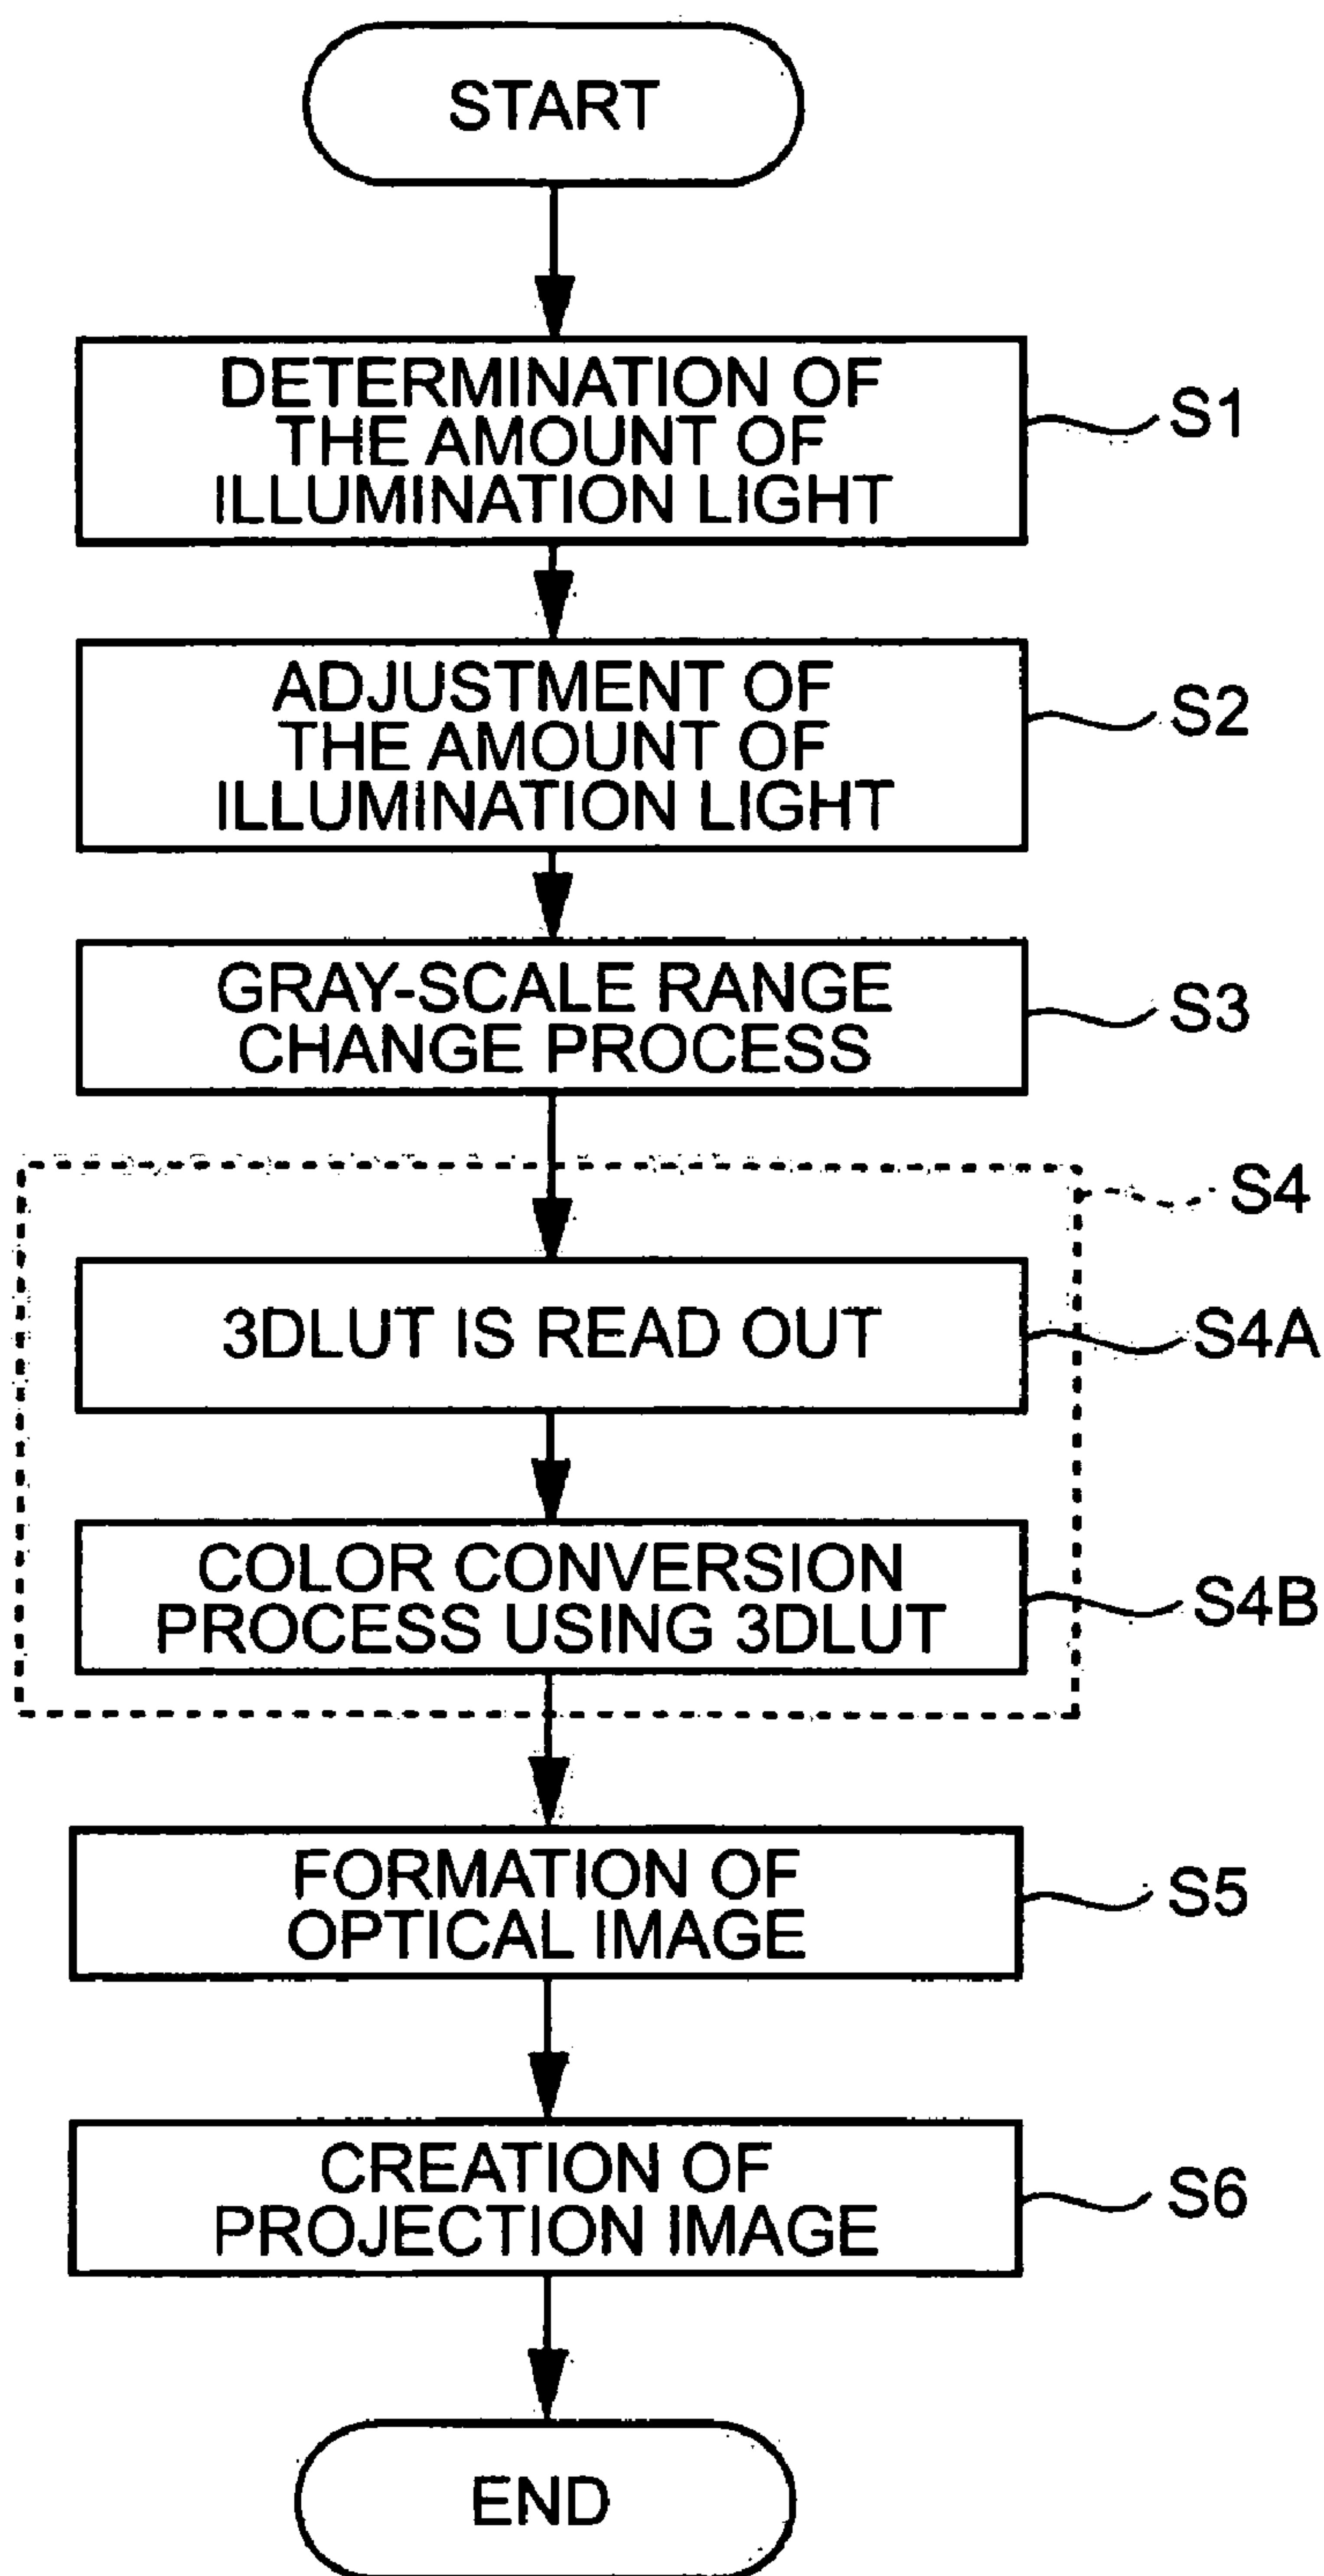 START
DETERMINATION OF
THE AMOUNT OF
ILLUMINATION LIGHT
S1
ADJUSTMENT OF
THE AMOUNT OF
ILLUMINATION LIGHT
S2
GRAY-SCALE RANGE
CHANGE PROCESS
S3
S4
3DLUT IS READ OUT
S4A
COLOR CONVERSION
PROCESS USING 3DLUT
S4B
FORMATION OF
OPTICAL IMAGE
S5
CREATION OF
PROJECTION IMAGE
S6
END